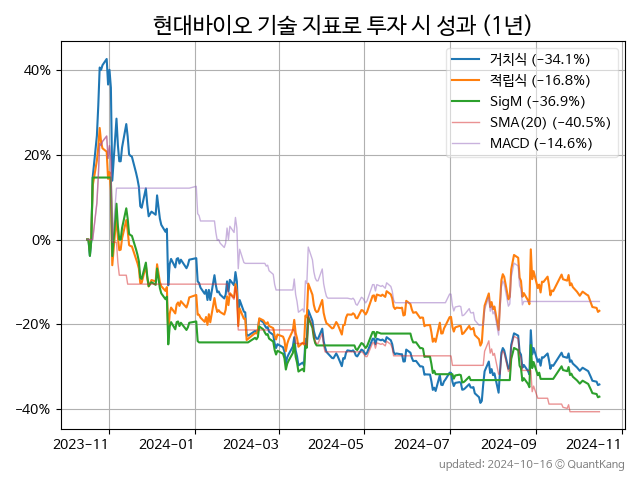 현대바이오 기술 지표로 투자 시 성과 (1년)
거치식 (−34.1%)
적립식 (−16.8%)
SigM (−36.9%)
SMA(20) (−40.5%)
MACD (−14.6%)
40%
20%
0%
−20%
−40%
2023-11 2024-01 2024-03 2024-05 2024-07 2024-09 2024-11
updated: 2024-10-16 © QuantKang